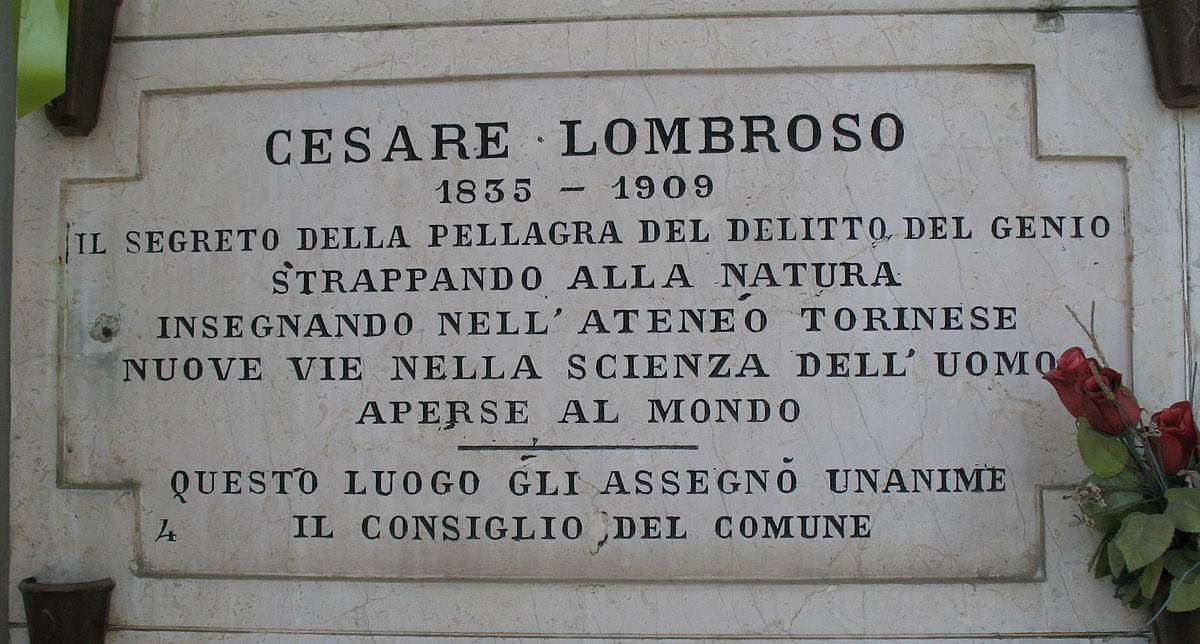 CESARE LOMBROSO
1835 – 1909
IL SEGRETO DELLA PELLAGRA DEL DELITTO DEL GENIO
STRAPPANDO ALLA NATURA
INSEGNANDO NELL' ATENEO TORINESE
NUOVE VIE NELLA SCIENZA DELL' UOMO
APERSE AL MONDO
QUESTO LUOGO GLI ASSEGNÒ UNANIME
4 IL CONSIGLIO DEL COMUNE